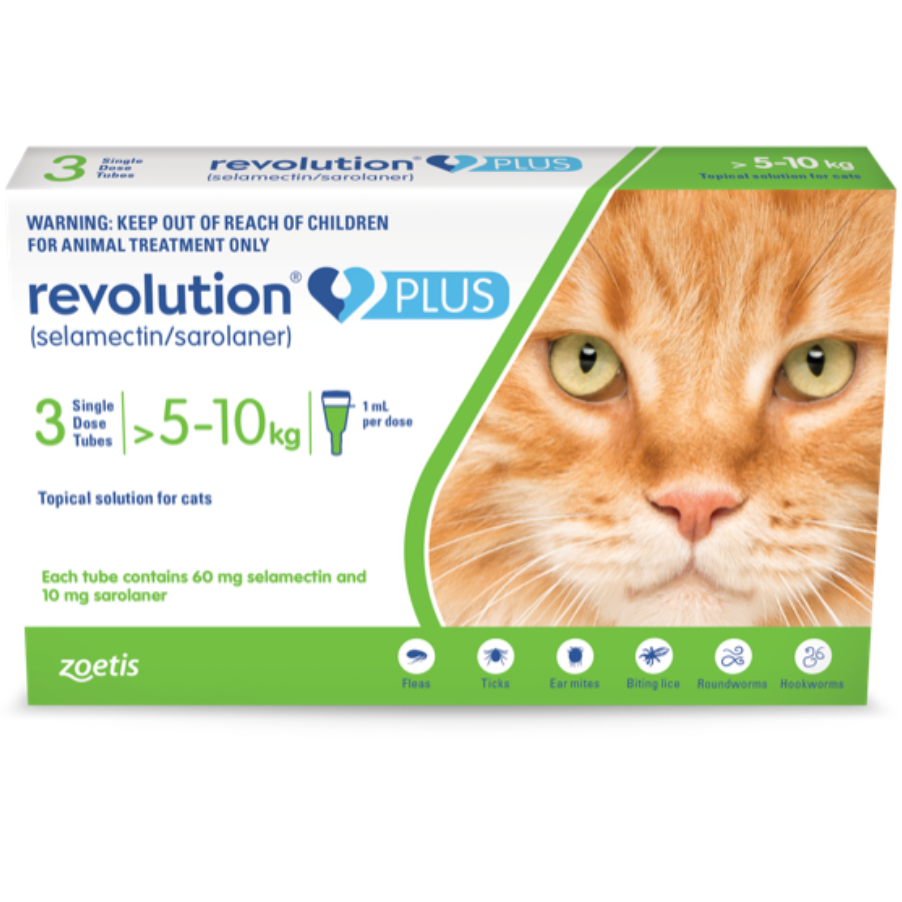 3 Single Dose Tubes
revolution® PLUS
(selamectin/sarolaner)
> 5-10 kg
Topical solution for cats
WARNING: KEEP OUT OF REACH OF CHILDREN
FOR ANIMAL TREATMENT ONLY
revolution® PLUS
(selamectin/sarolaner)
3 Single Dose Tubes
>5-10kg
1 mL
per dose
Topical solution for cats
Each tube contains 60 mg selamectin and
10 mg sarolaner
zoetis
Fleas Ticks Ear mites Biting lice Roundworms Hookworms